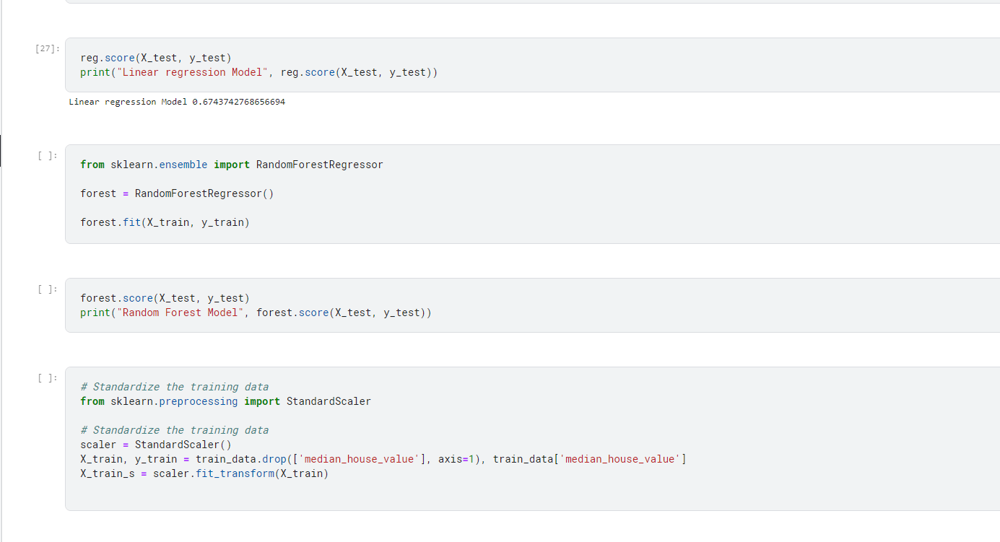 [27]:
reg.score(X_test, y_test)
print("Linear regression Model", reg.score(X_test, y_test))
Linear regression Model 0.6743742768656694
[ ]:
from sklearn.ensemble import RandomForestRegressor
forest = RandomForestRegressor()
forest.fit(X_train, y_train)
[ ]:
forest.score(X_test, y_test)
print("Random Forest Model", forest.score(X_test, y_test))
[ ]:
# Standardize the training data
from sklearn.preprocessing import StandardScaler
# Standardize the training data
scaler = StandardScaler()
X_train, y_train = train_data.drop(['median_house_value'], axis=1), train_data['median_house_value']
X_train_s = scaler.fit_transform(X_train)